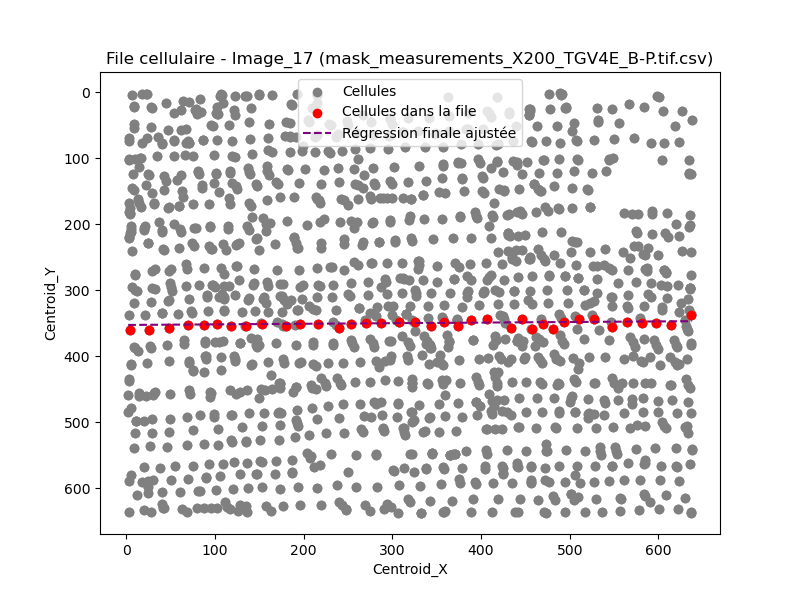 File cellulaire - Image_17 (mask_measurements_X200_TGV4E_B-P.tif.csv)
Cellules
Cellules dans la file
Régression finale ajustée
Centroid_Y
0
100
200
300
400
500
600
0 100 200 300 400 500 600
Centroid_X